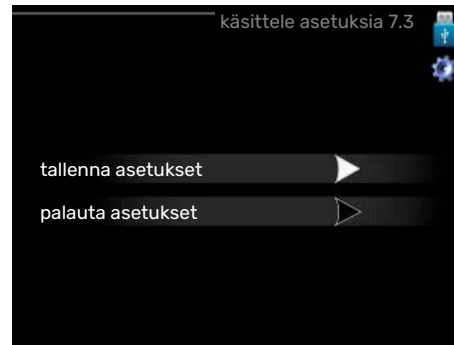 käsittele asetuksia 7.3
tallenna asetukset
palauta asetukset